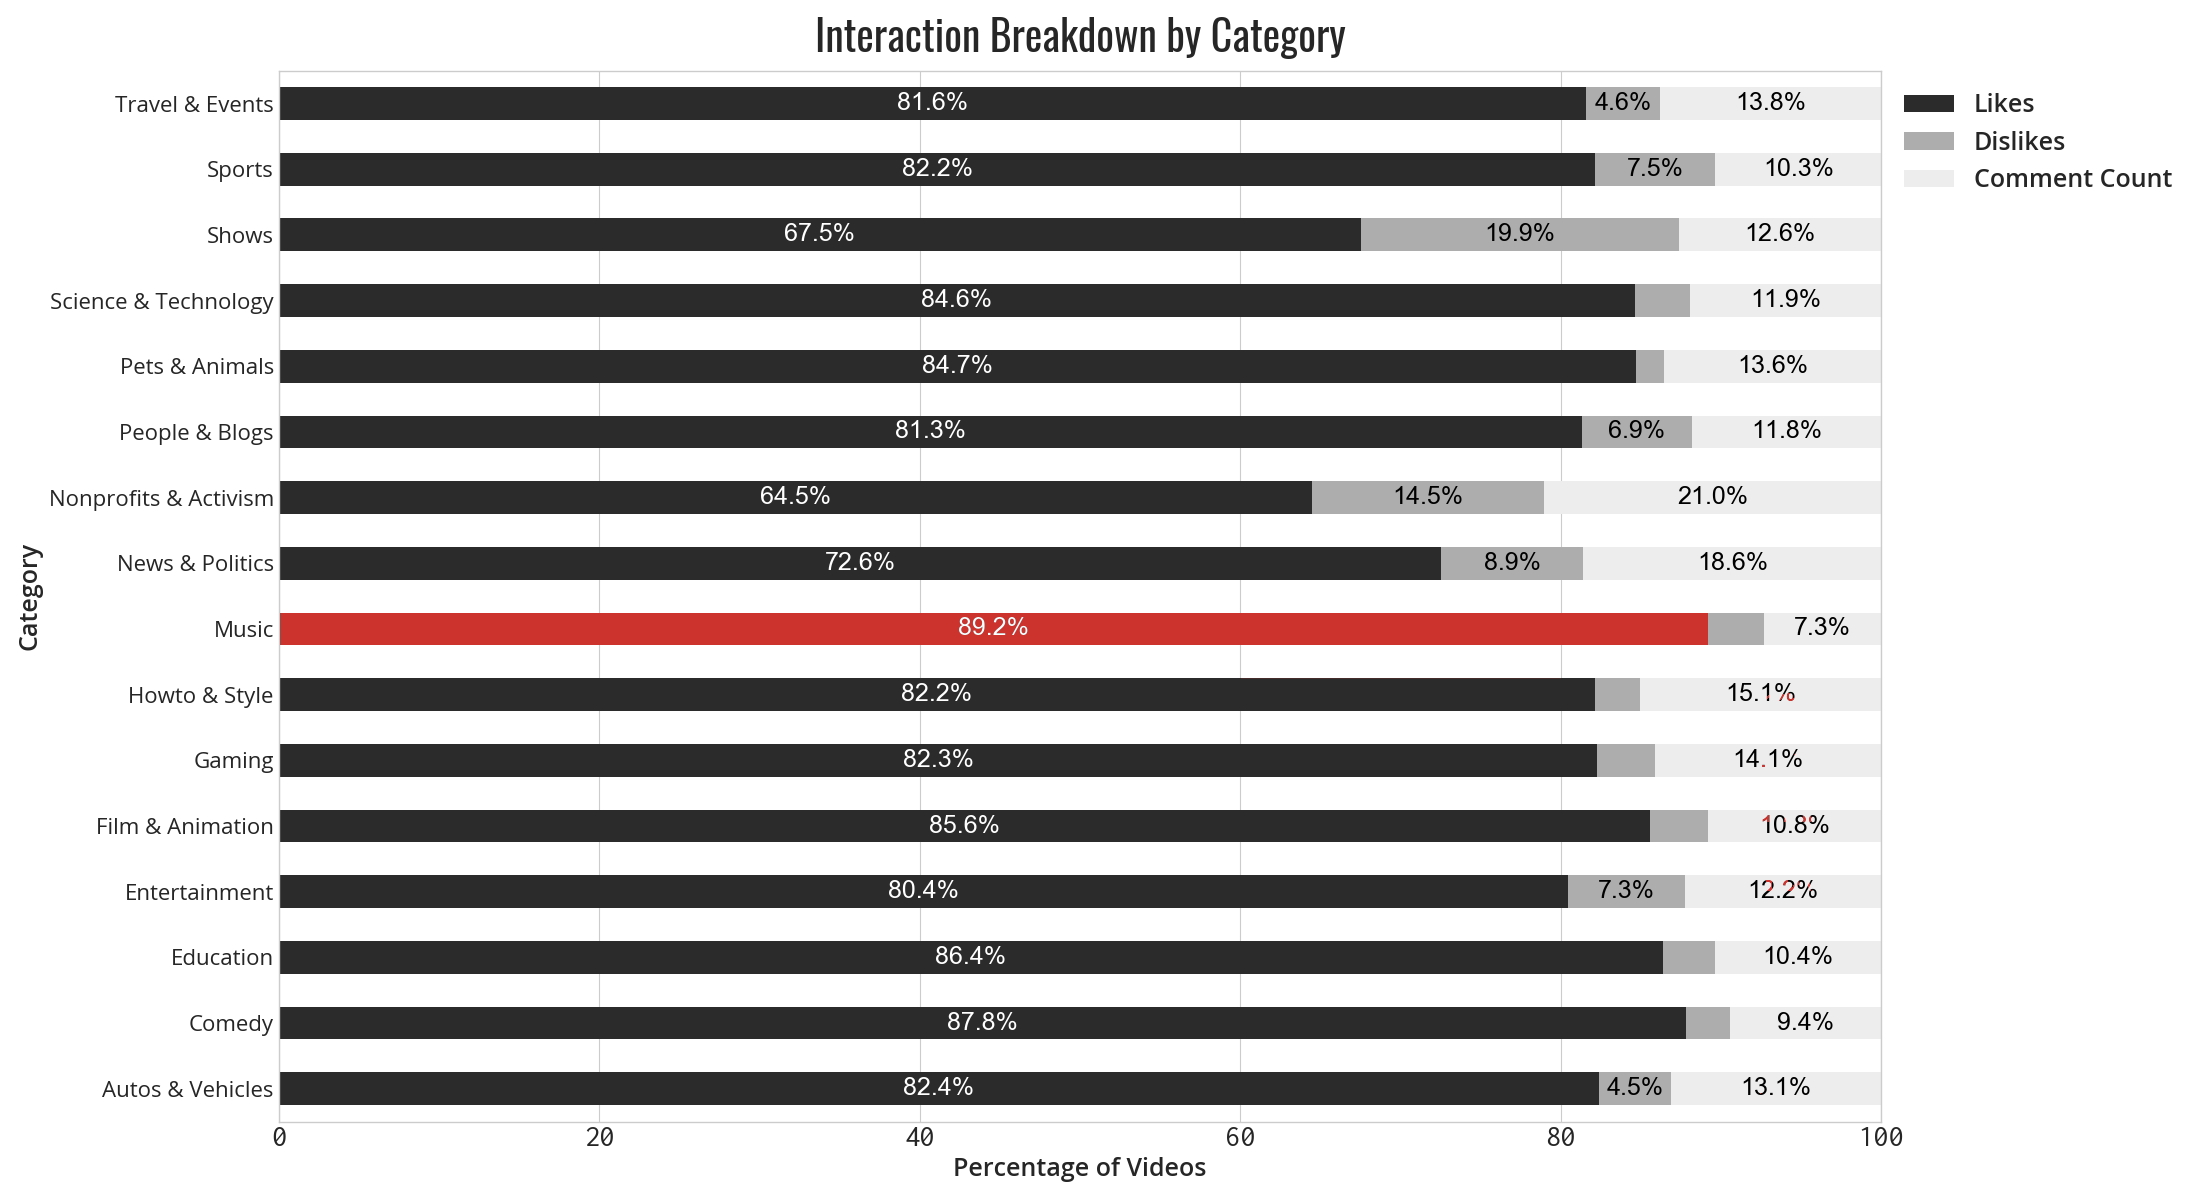 Interaction Breakdown by Category
Travel & Events 81.6% 4.6% 13.8%
Sports 82.2% 7.5% 10.3%
Shows 67.5% 19.9% 12.6%
Science & Technology 84.6% 11.9%
Pets & Animals 84.7% 13.6%
People & Blogs 81.3% 6.9% 11.8%
Nonprofits & Activism 64.5% 14.5% 21.0%
News & Politics 72.6% 8.9% 18.6%
Music 89.2% 7.3%
Howto & Style 82.2% 15.1%
Gaming 82.3% 14.1%
Film & Animation 85.6% 10.8%
Entertainment 80.4% 7.3% 12.2%
Education 86.4% 10.4%
Comedy 87.8% 9.4%
Autos & Vehicles 82.4% 4.5% 13.1%
0 20 40 60 80 100
Percentage of Videos
Category
Likes
Dislikes
Comment Count